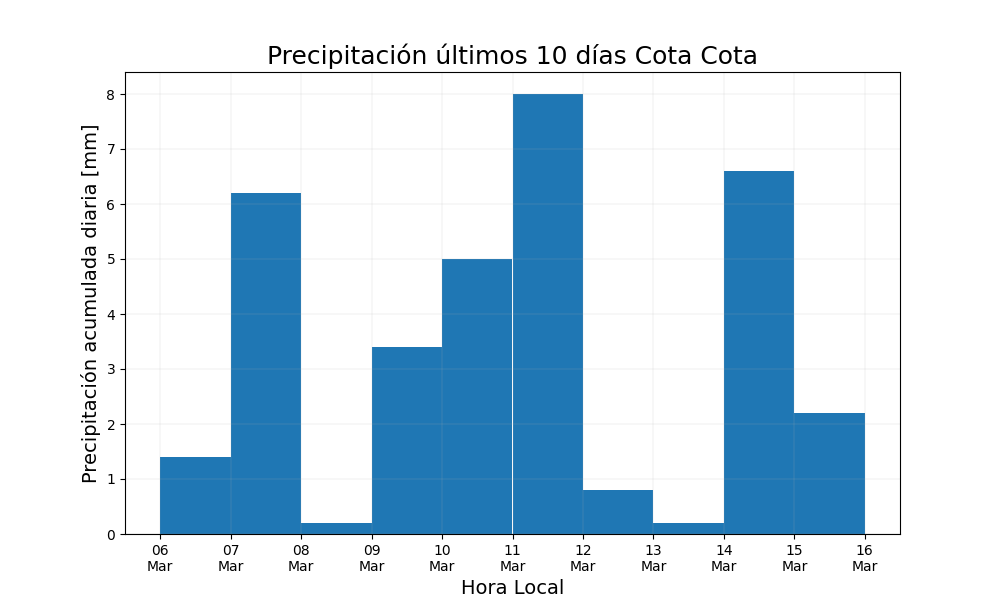 Precipitación últimos 10 días Cota Cota
Precipitación acumulada diaria [mm]
8
7
6
5
4
3
2
1
0
06 07 08 09 10 11 12 13 14 15 16
Mar Mar Mar Mar Mar Mar Mar Mar Mar Mar Mar
Hora Local